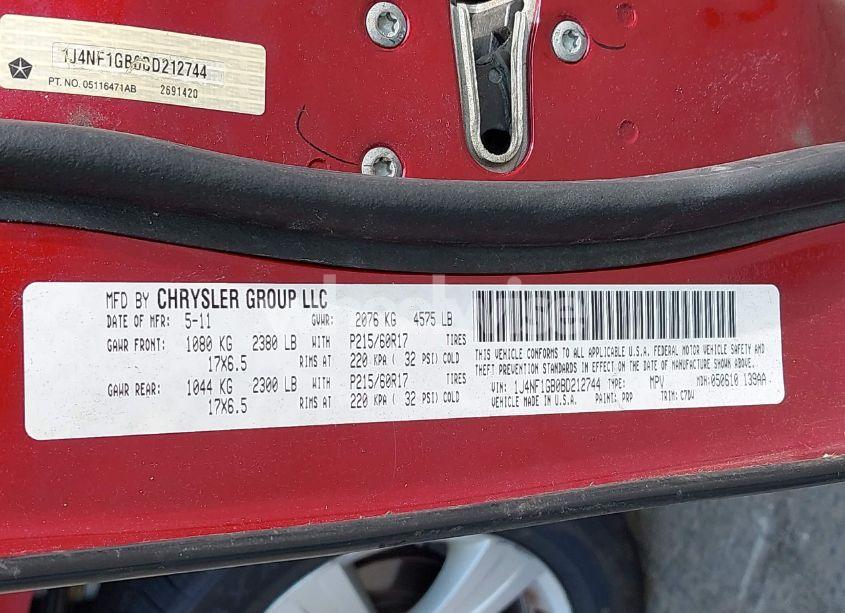 1J4NF1GB0BD212744
PT. NO. 05116471AB 2691420
MFD BY CHRYSLER GROUP LLC
DATE OF MFR: 5-11 GVWR: 2076 KG 4575 LB
GAWR FRONT: 1080 KG 2380 LB WITH P215/60R17 TIRES
17X6.5 RIMS AT 220 KPA ( 32 PSI) COLD
GAWR REAR: 1044 KG 2300 LB WITH P215/60R17 TIRES
17X6.5 RIMS AT 220 KPA ( 32 PSI) COLD
THIS VEHICLE CONFORMS TO ALL APPLICABLE U.S.A. FEDERAL MOTOR VEHICLE SAFETY AND
THEFT PREVENTION STANDARDS IN EFFECT ON THE DATE OF MANUFACTURE SHOWN ABOVE.
VIN: 1J4NF1GB0BD212744 TYPE: MPV MDH: 050610 139AA
VEHICLE MADE IN U.S.A. PAINT: PRP TRIM: C7DV